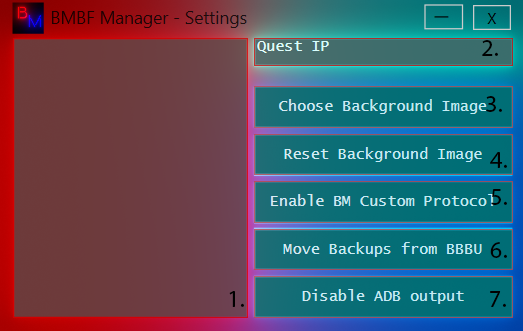 BM BMBF Manager - Settings — X
Quest IP 2.
Choose Background Image 3.
Reset Background Image 4.
Enable BM Custom Protocol 5.
Move Backups from BBBU 6.
1. Disable ADB output 7.